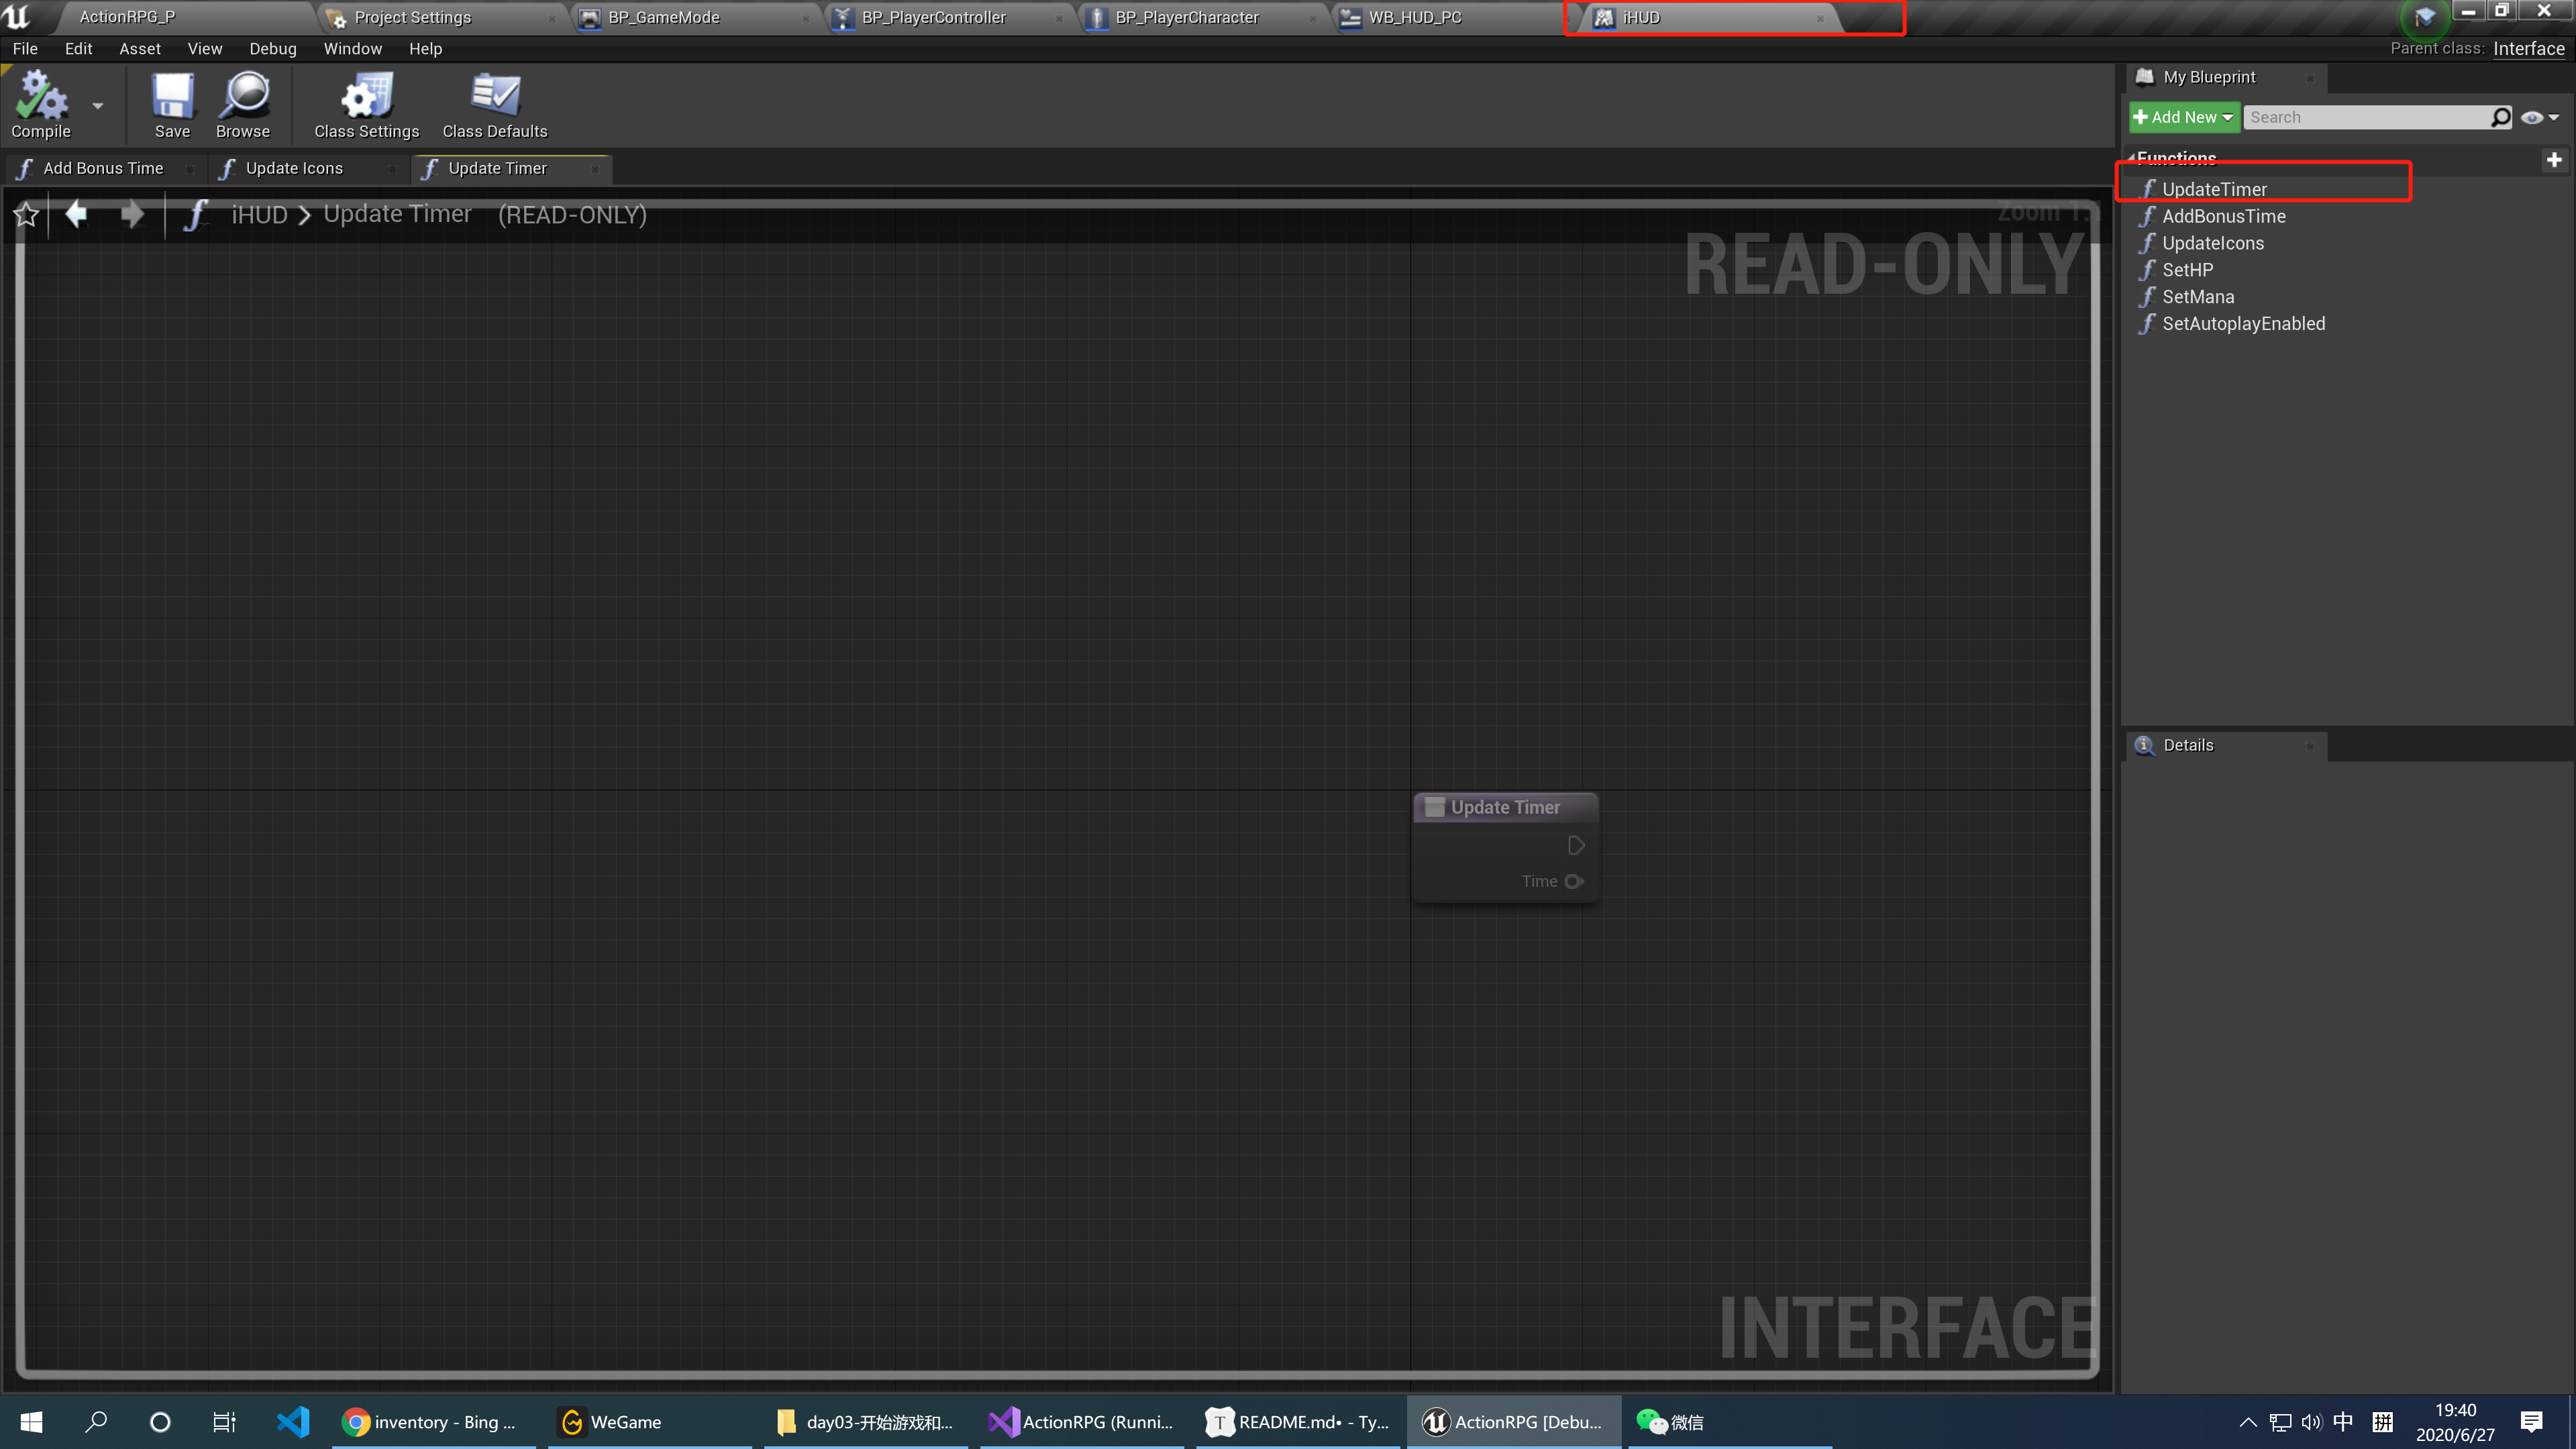 ActionRPG_P
Project Settings
BP_GameMode
BP_PlayerController
BP_PlayerCharacter
WB_HUD_PC
iHUD
File Edit Asset View Debug Window Help
Parent class: Interface
Compile
Save
Browse
Class Settings
Class Defaults
My Blueprint
Add New
Search
Functions
UpdateTimer
AddBonusTime
UpdateIcons
SetHP
SetMana
SetAutoplayEnabled
Add Bonus Time
Update Icons
Update Timer
iHUD > Update Timer (READ-ONLY)
Zoom 1:1
READ-ONLY
Update Timer
Time
INTERFACE
Details
inventory - Bing ...
WeGame
day03-开始游戏和...
ActionRPG (Runni...
README.md• - Ty...
ActionRPG [Debu...
微信
中
拼
19:40
2020/6/27